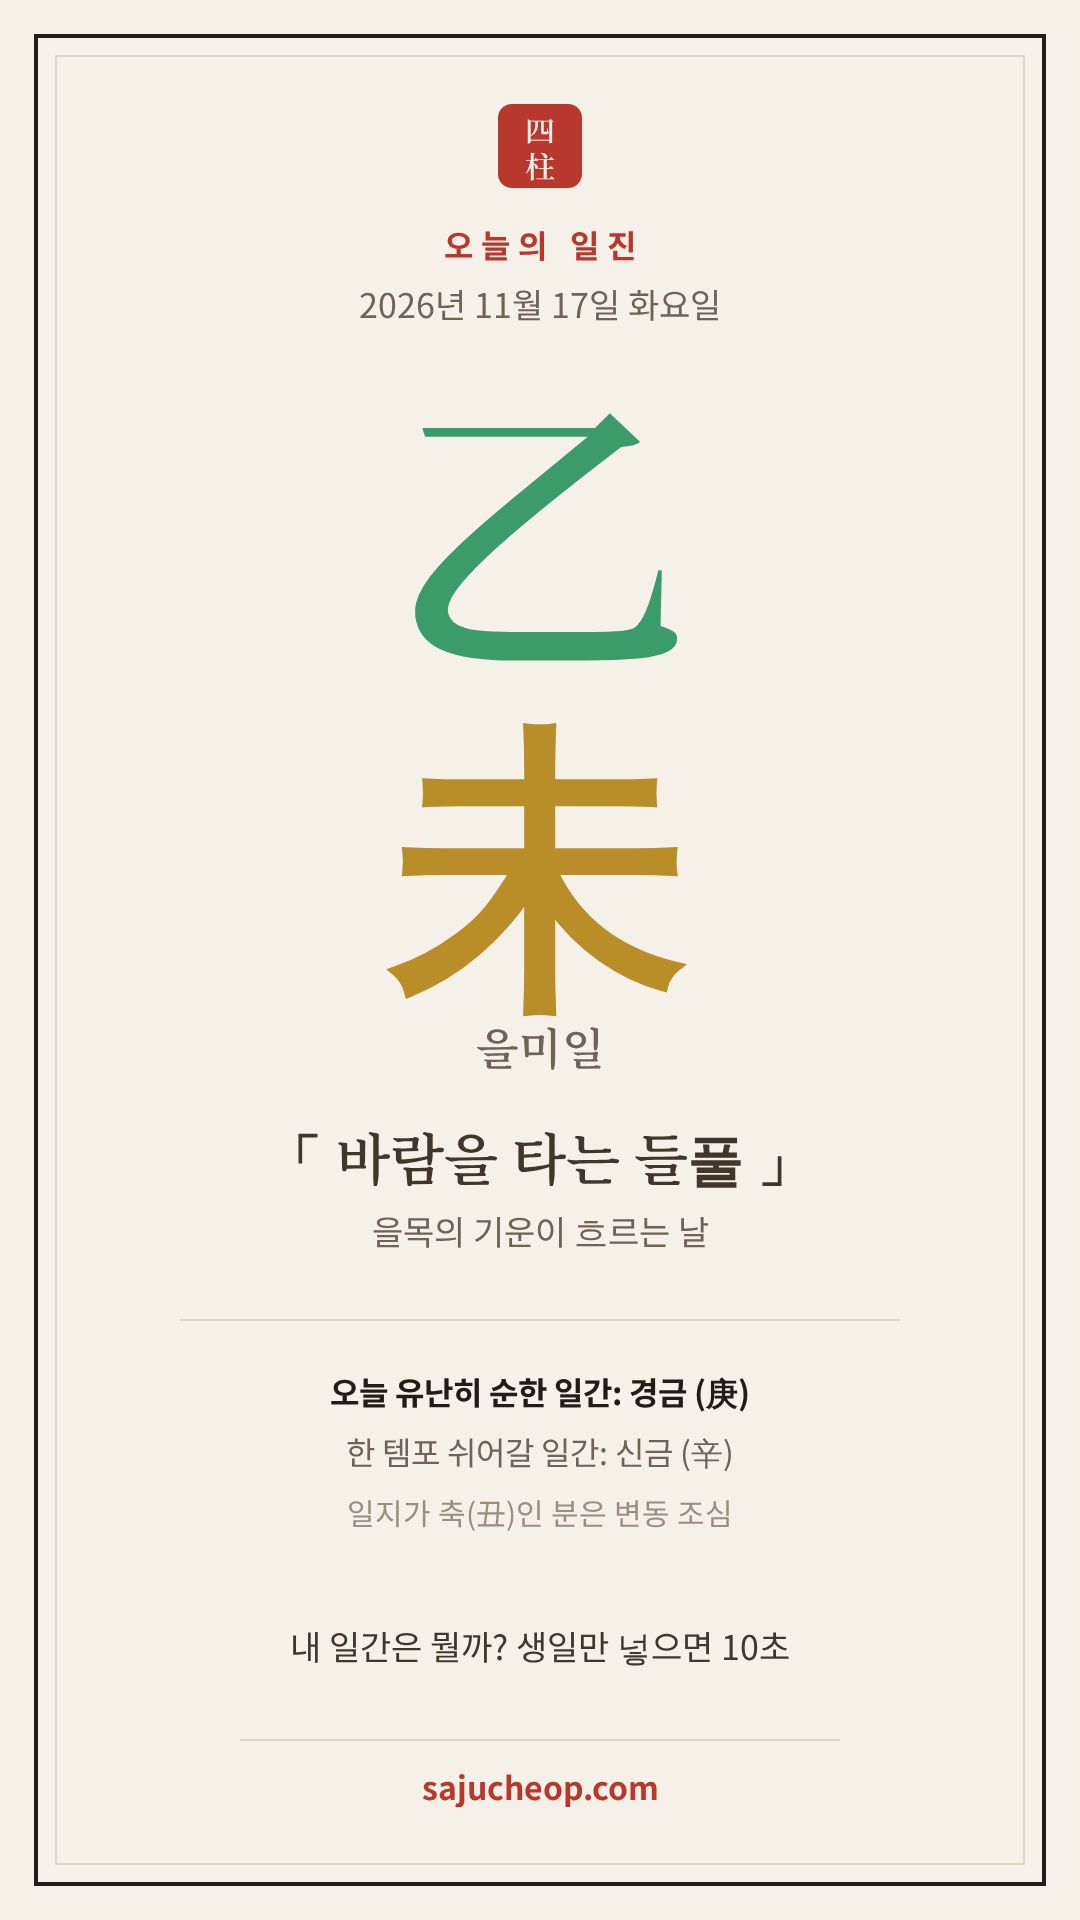 四
柱
오늘의 일진
2026년 11월 17일 화요일
乙
未
을미일
「 바람을 타는 들풀 」
을목의 기운이 흐르는 날
오늘 유난히 순한 일간: 경금 (庚)
한 템포 쉬어갈 일간: 신금 (辛)
일지가 축(丑)인 분은 변동 조심
내 일간은 뭘까? 생일만 넣으면 10초
sajucheop.com